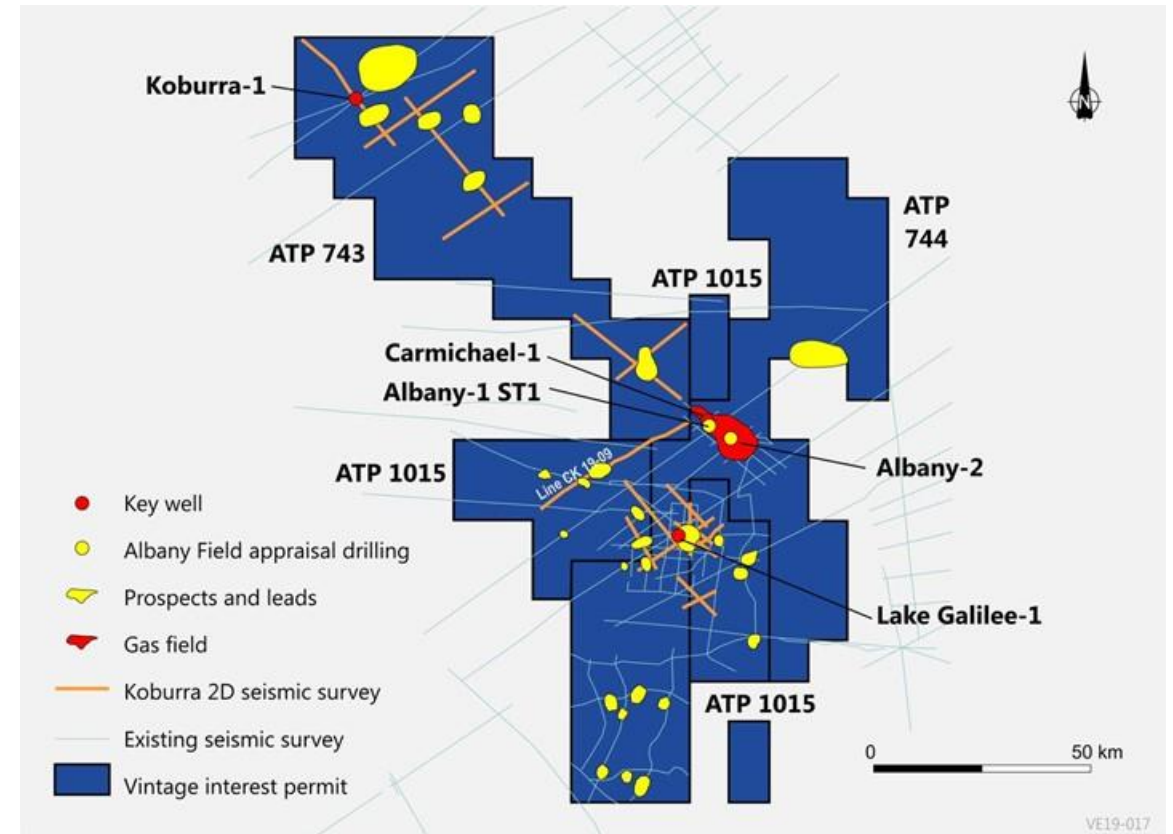 Koburra-1
N
ATP
744
ATP 743
ATP 1015
Carmichael-1
Albany-1 ST1
ATP 1015
Line CK 19-09
Albany-2
Key well
Albany Field appraisal drilling
Prospects and leads
Lake Galilee-1
Gas field
Koburra 2D seismic survey
ATP 1015
Existing seismic survey
0 50 km
Vintage interest permit
VE19-017